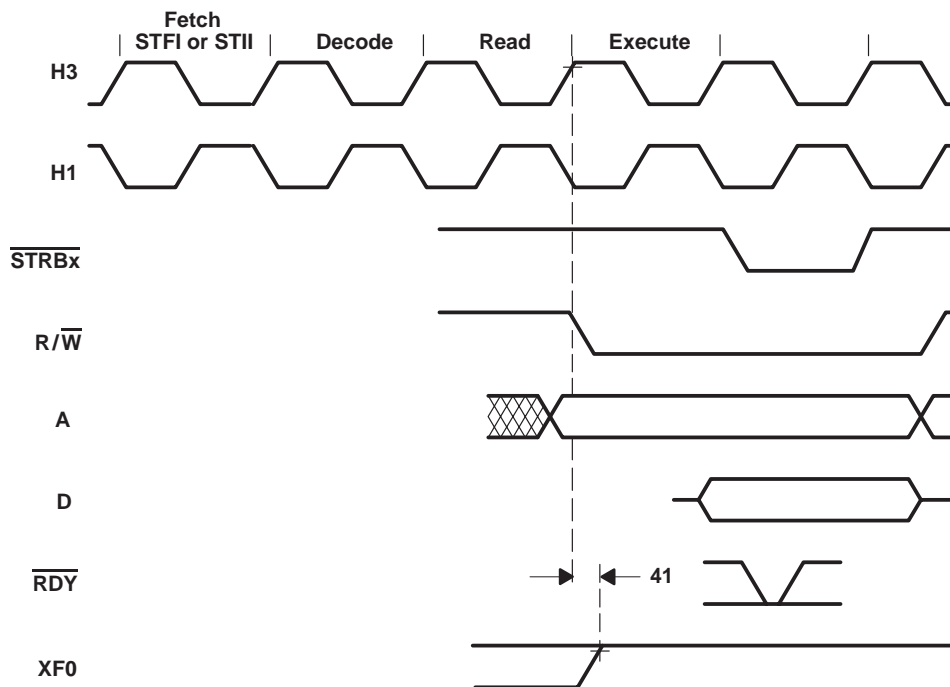 Fetch
STFI or STII
Decode
Read
Execute
H3
H1
STRBx
R/W
A
D
RDY
41
XF0